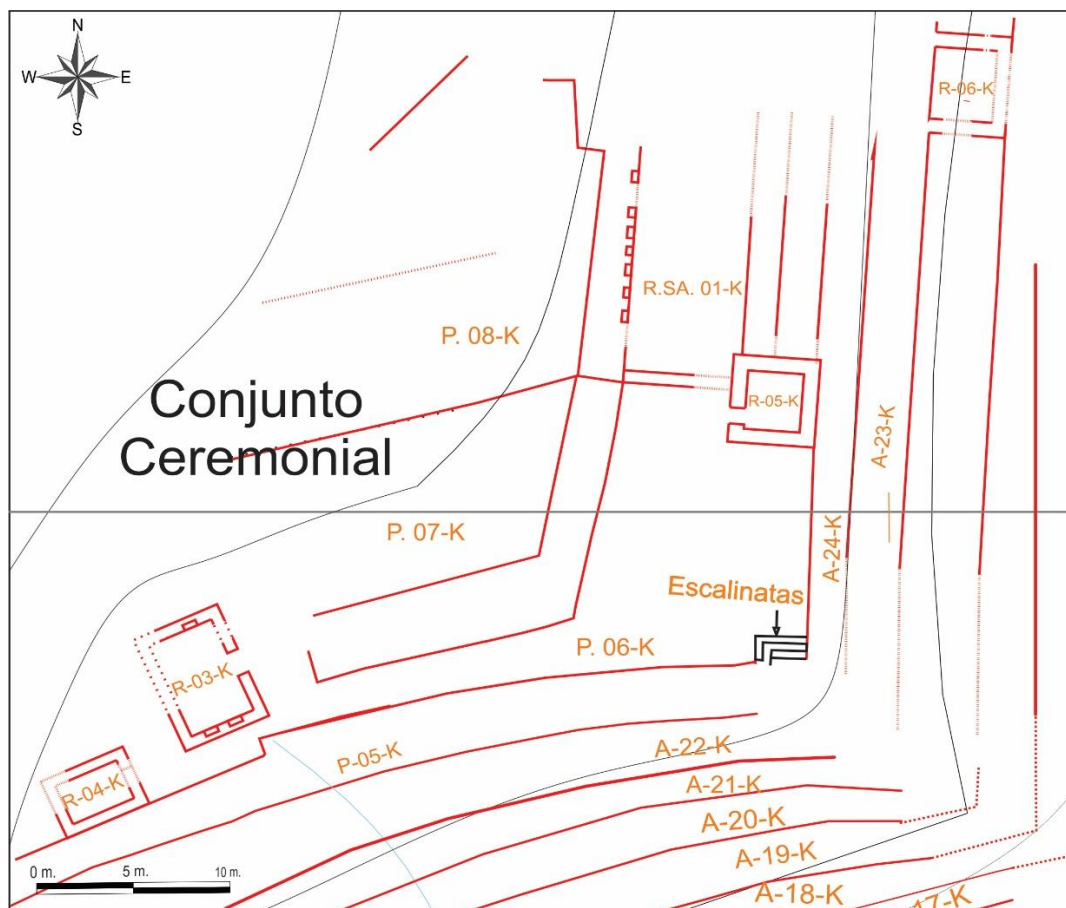 N
W E
S
R-06-K
R.SA. 01-K
P. 08-K
Conjunto
Ceremonial
R-05-K
A-23-K
P. 07-K
A-24-K
Escalinatas
P. 06-K
R-03-K
P-05-K
A-22-K
R-04-K
A-21-K
A-20-K
A-19-K
A-18-K
17-K
0 m. 5 m. 10 m.